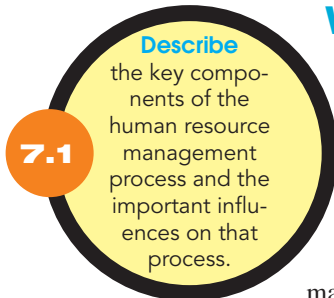 Describe
the key compo-
nents of the
human resource
management
process and the
important influ-
ences on that
process.
7.1
ma